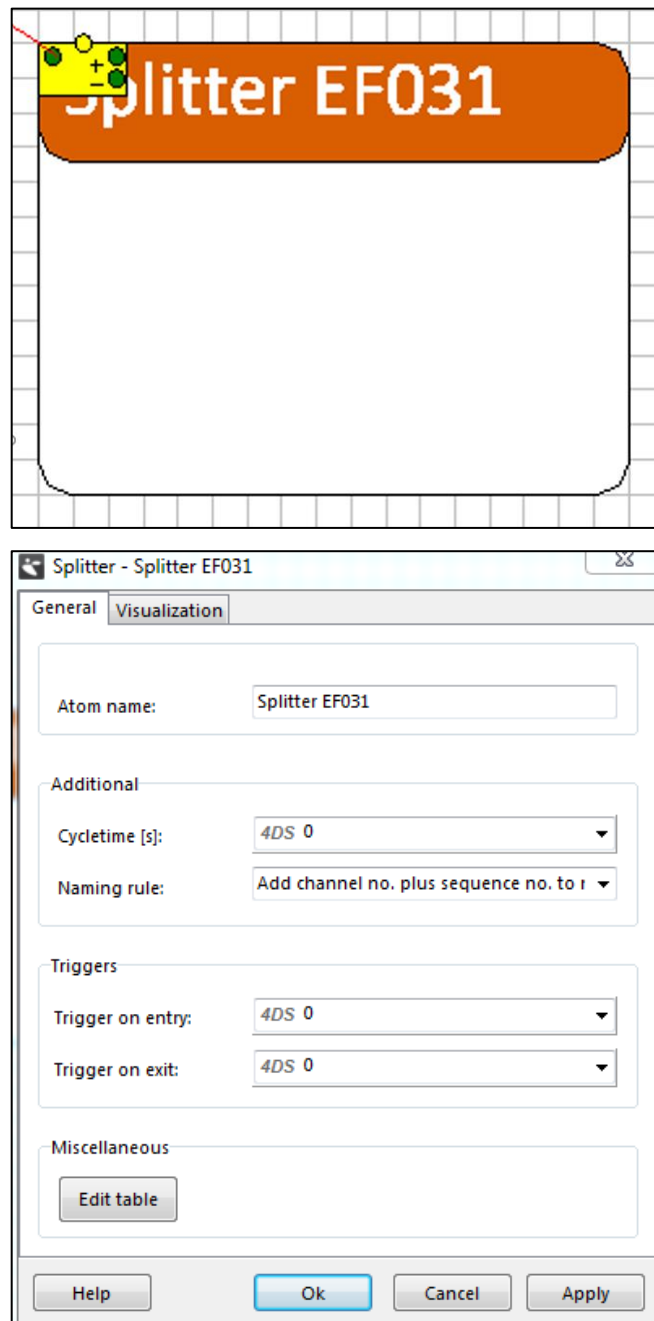 +
−
Splitter EF031
Splitter - Splitter EF031
General Visualization
Atom name: Splitter EF031
Additional
Cycletime [s]: 4DS 0
Naming rule: Add channel no. plus sequence no. to r
Triggers
Trigger on entry: 4DS 0
Trigger on exit: 4DS 0
Miscellaneous
Edit table
Help Ok Cancel Apply